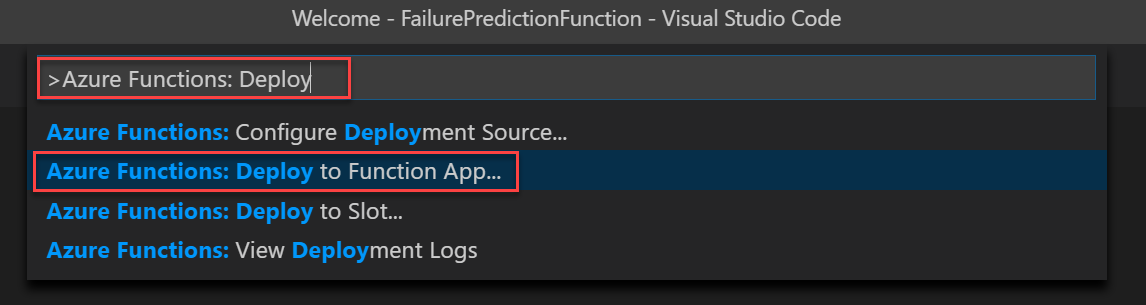 Welcome - FailurePredictionFunction - Visual Studio Code
>Azure Functions: Deploy
Azure Functions: Configure Deployment Source...
Azure Functions: Deploy to Function App...
Azure Functions: Deploy to Slot...
Azure Functions: View Deployment Logs